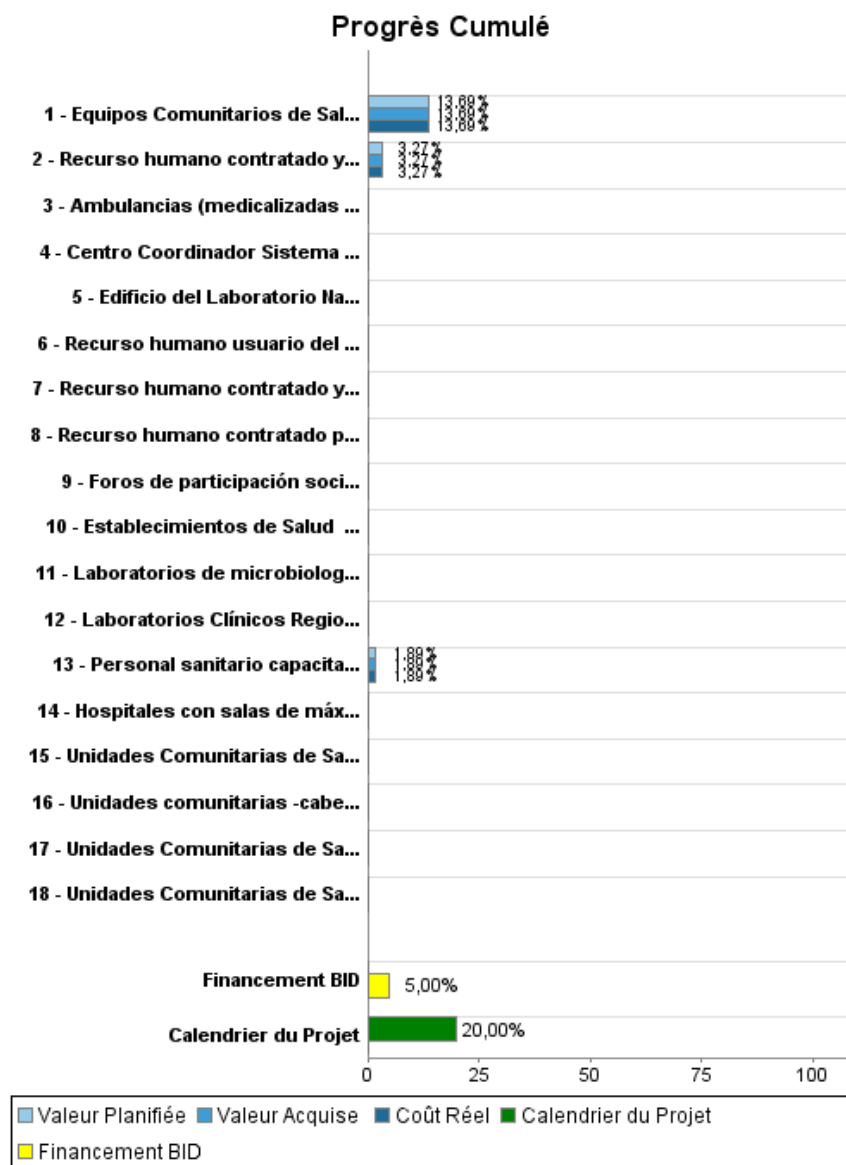 Progrès Cumulé
1 - Equipos Comunitarios de Sal...
13,69 %
13,69 %
13,69 %
2 - Recurso humano contratado y...
3,27 %
3,27 %
3,27 %
3 - Ambulancias (medicalizadas ...
4 - Centro Coordinador Sistema ...
5 - Edificio del Laboratorio Na...
6 - Recurso humano usuario del ...
7 - Recurso humano contratado y...
8 - Recurso humano contratado p...
9 - Foros de participación soci...
10 - Establecimientos de Salud ...
11 - Laboratorios de microbiolog...
12 - Laboratorios Clínicos Regio...
13 - Personal sanitario capacita...
1,89 %
1,89 %
1,89 %
14 - Hospitales con salas de máx...
15 - Unidades Comunitarias de Sa...
16 - Unidades comunitarias -cabe...
17 - Unidades Comunitarias de Sa...
18 - Unidades Comunitarias de Sa...
Financement BID 5,00%
Calendrier du Projet 20,00%
0 25 50 75 100
Valeur Planifiée Valeur Acquise Coût Réel Calendrier du Projet
Financement BID